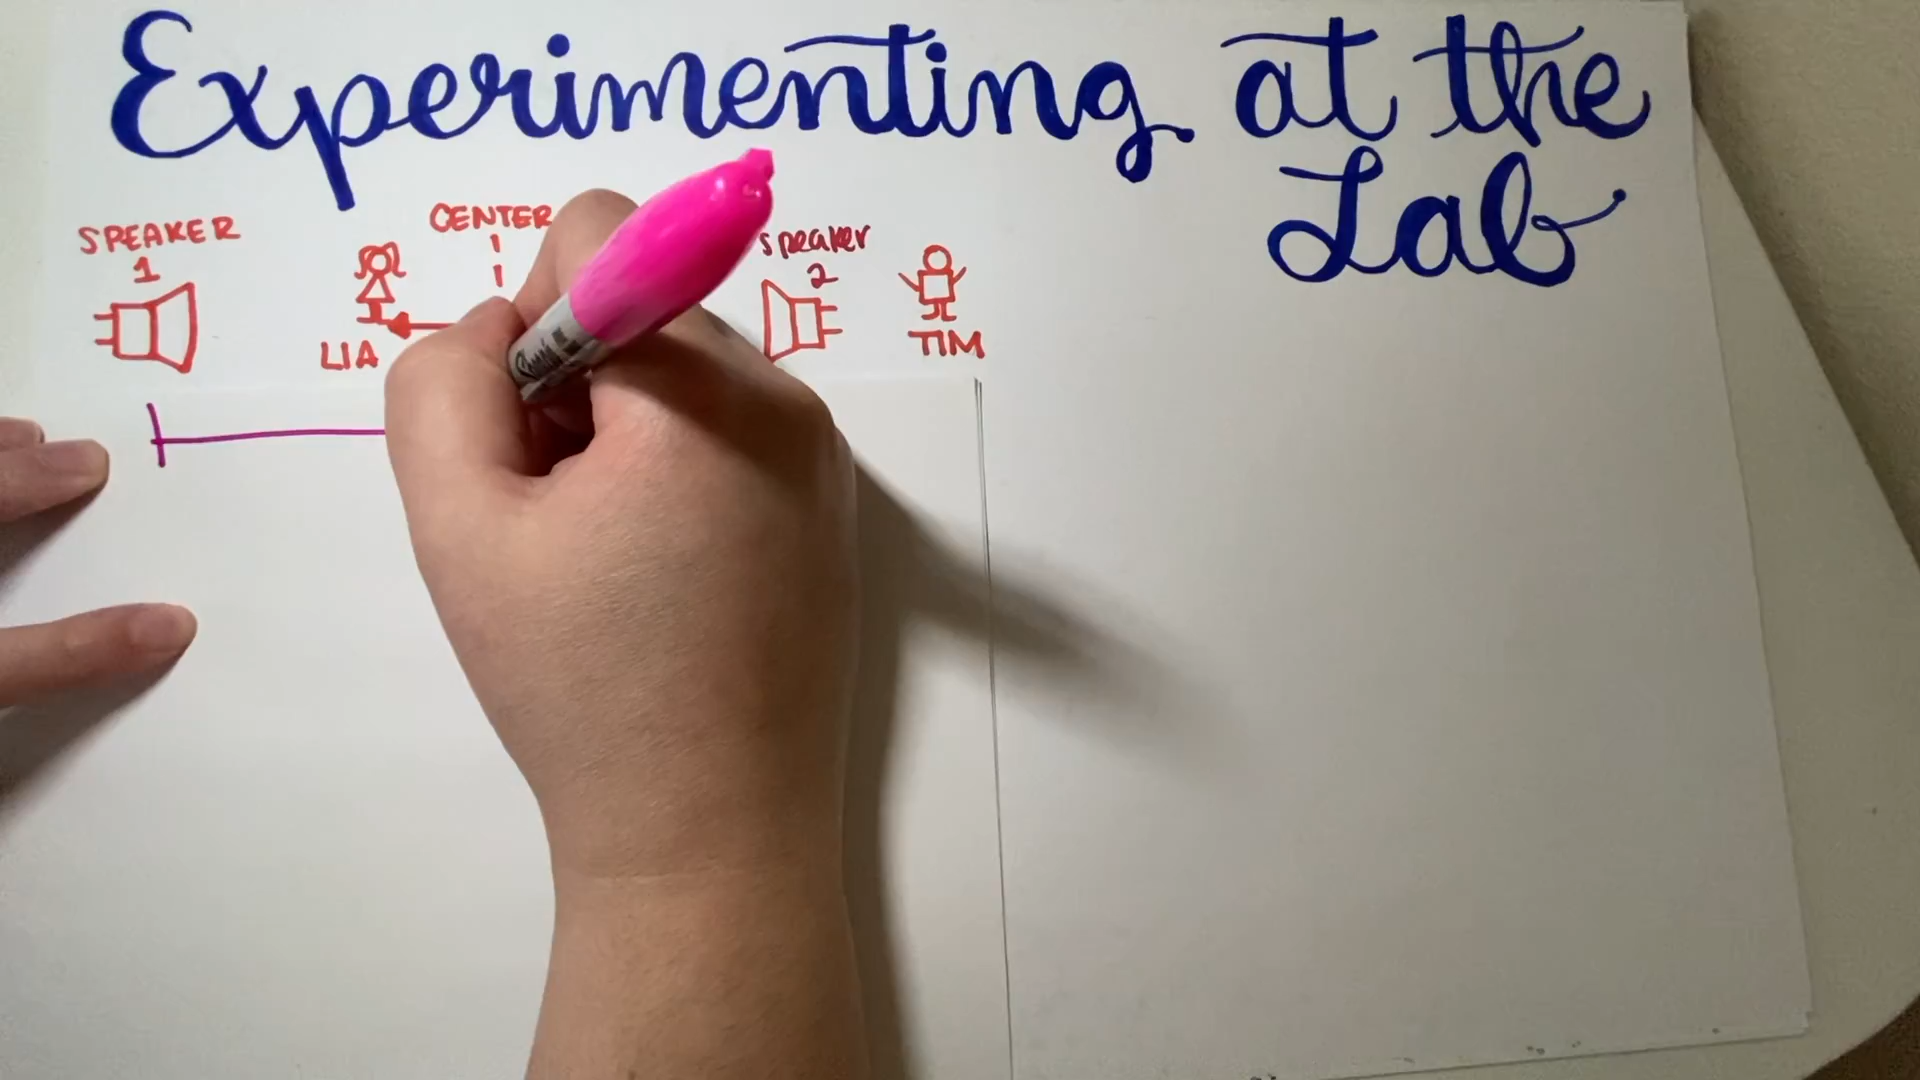 Experimenting at the
Lab
SPEAKER
1
CENTER
speaker
2
LIA
TIM